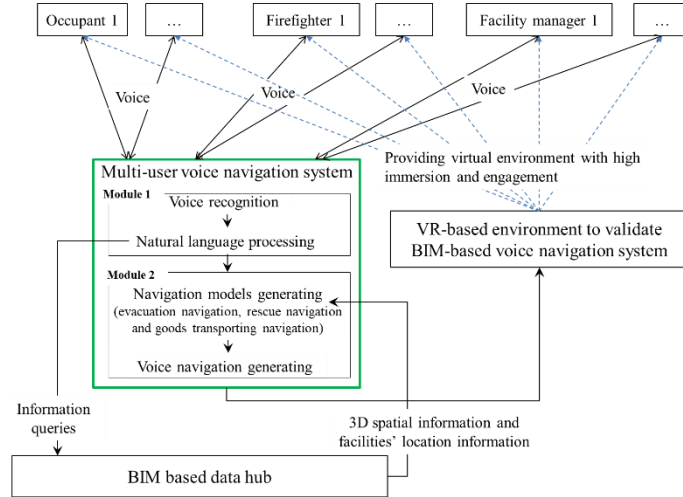 Occupant 1
...
Firefighter 1
...
Facility manager 1
...
Voice
Voice
Voice
Providing virtual environment with high
immersion and engagement
Multi-user voice navigation system
Module 1
Voice recognition
Natural language processing
VR-based environment to validate
BIM-based voice navigation system
Module 2
Navigation models generating
(evacuation navigation, rescue navigation
and goods transporting navigation)
Voice navigation generating
Information
queries
3D spatial information and
facilities' location information
BIM based data hub